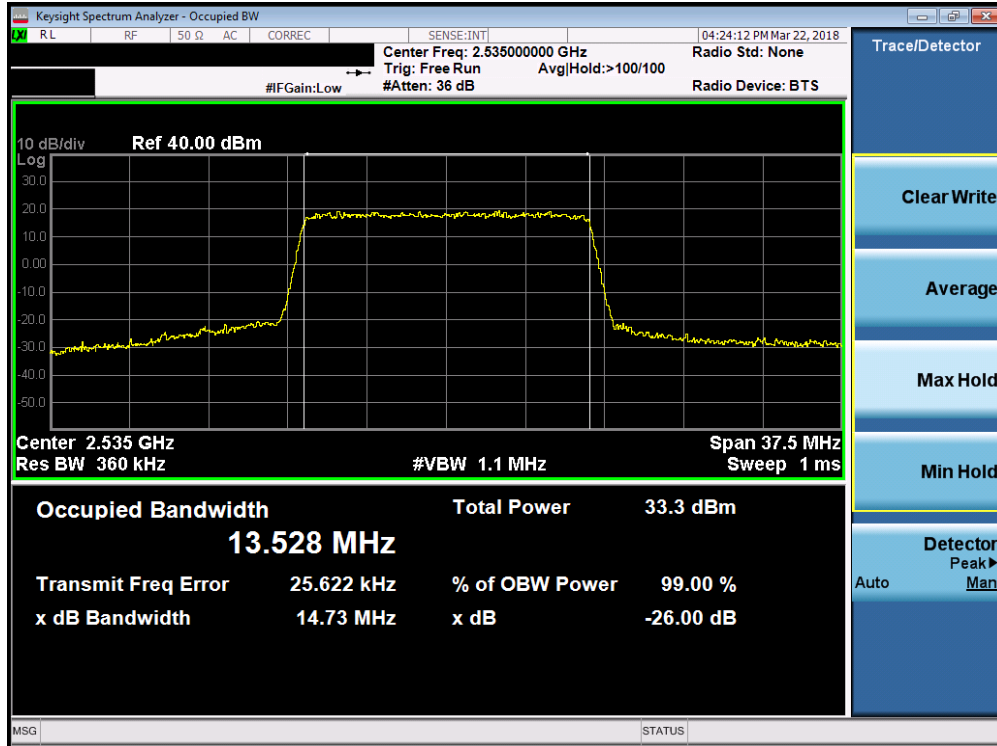 Keysight Spectrum Analyzer - Occupied BW
LXI RL RF 50 Ω AC CORREC SENSE:INT 04:24:12 PM Mar 22, 2018
Center Freq: 2.535000000 GHz Radio Std: None
Trig: Free Run Avg|Hold:>100/100
#IFGain:Low #Atten: 36 dB Radio Device: BTS
10 dB/div Ref 40.00 dBm
Log
30.0
20.0
10.0
0.00
-10.0
-20.0
-30.0
-40.0
-50.0
Center 2.535 GHz Span 37.5 MHz
Res BW 360 kHz #VBW 1.1 MHz Sweep 1 ms
Occupied Bandwidth Total Power 33.3 dBm
13.528 MHz
Transmit Freq Error 25.622 kHz % of OBW Power 99.00 %
x dB Bandwidth 14.73 MHz x dB -26.00 dB
MSG STATUS
Trace/Detector
Clear Write
Average
Max Hold
Min Hold
Detector
Peak▶
Auto Man